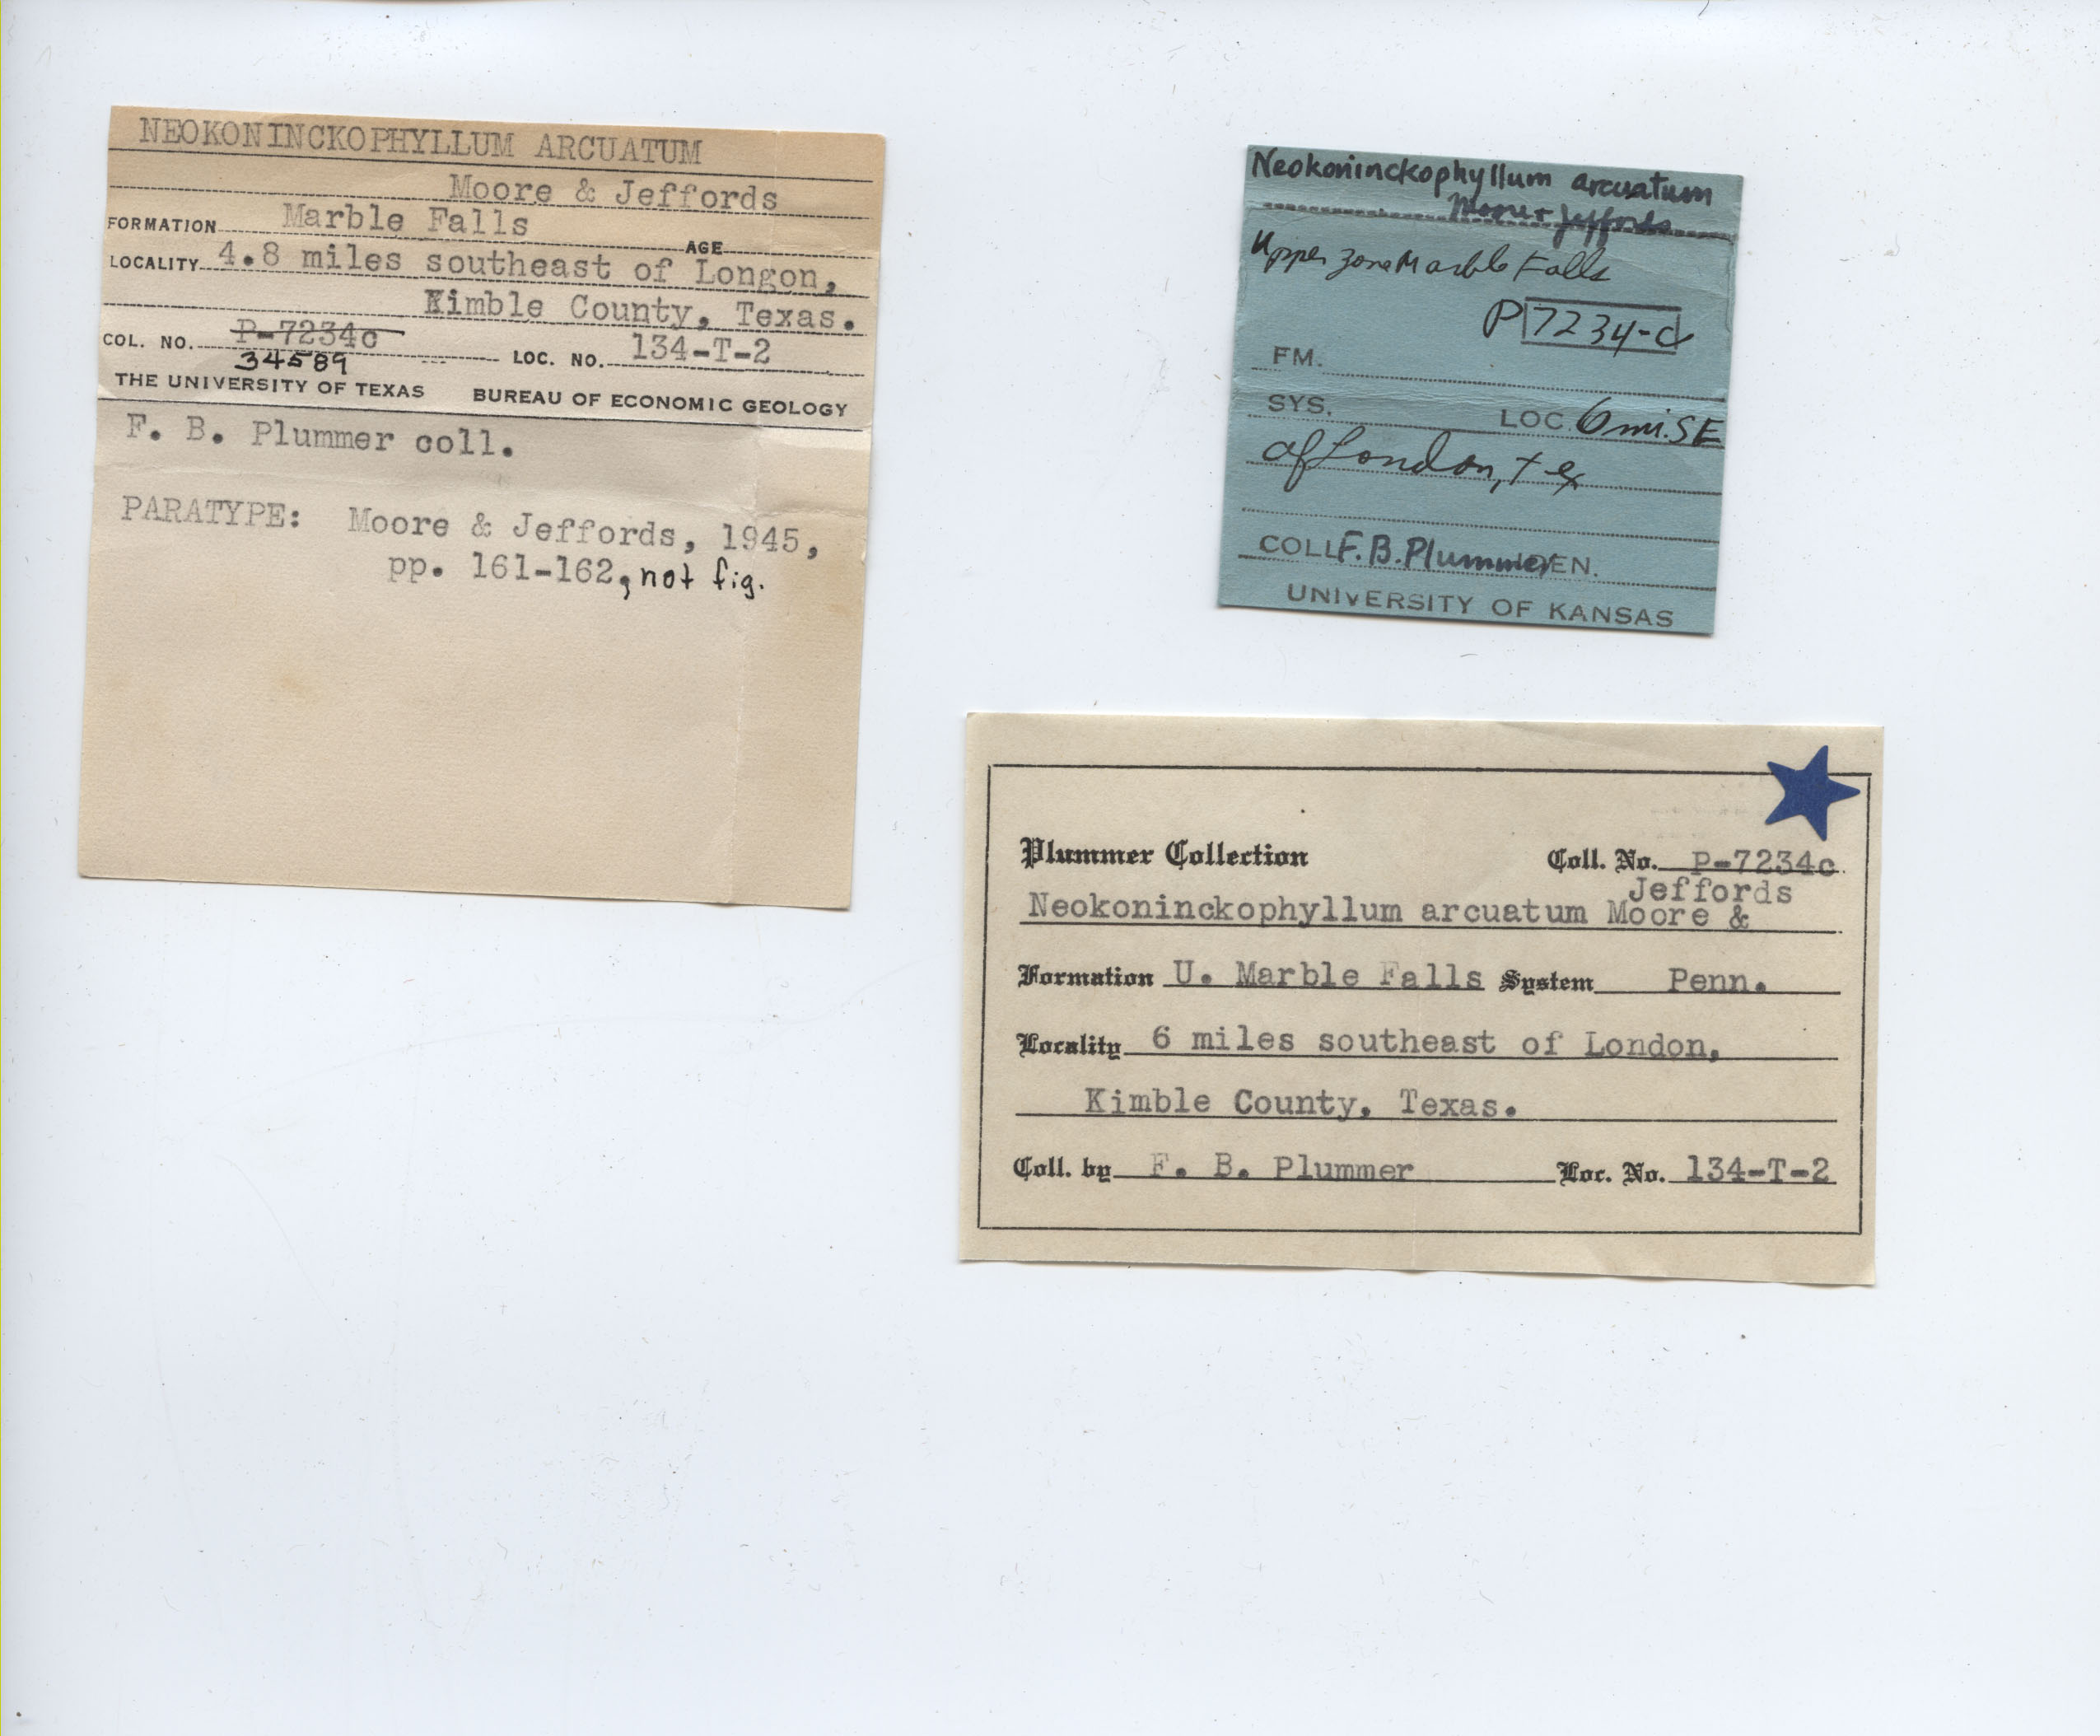 NEOKONINCKOPHYLLUM ARCUATUM
Moore & Jeffords
FORMATION Marble Falls
AGE
LOCALITY 4.8 miles southeast of Longon,
Kimble County, Texas.
COL. NO. P-7234c LOC. NO. 134-T-2
34589
THE UNIVERSITY OF TEXAS BUREAU OF ECONOMIC GEOLOGY
F. B. Plummer coll.
PARATYPE: Moore & Jeffords, 1945,
pp. 161-162, not fig.
Neokoninckophyllum arcuatum
Moore + Jeffords
Upper zone Marble Falls
P 7234-c
FM.
SYS. LOC. 6 mi. SE
of London, tex
COLL F. B. Plummer EN.
UNIVERSITY OF KANSAS
Plummer Collection Coll. No. P-7234c
Jeffords
Neokoninckophyllum arcuatum Moore &
Formation U. Marble Falls System Penn.
Locality 6 miles southeast of London,
Kimble County, Texas.
Coll. by F. B. Plummer Loc. No. 134-T-2